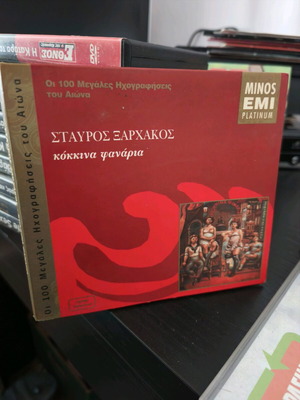 ΕΘΝΟΣ
Οι 100 Μεγάλες Ηχογραφήσεις
του Αιώνα
MINOS
EMI
PLATINUM
ΣΤΑΥΡΟΣ ΞΑΡΧΑΚΟΣ
κόκκινα φανάρια
Οι 100 Μεγάλες Ηχογραφήσεις του Αιώνα